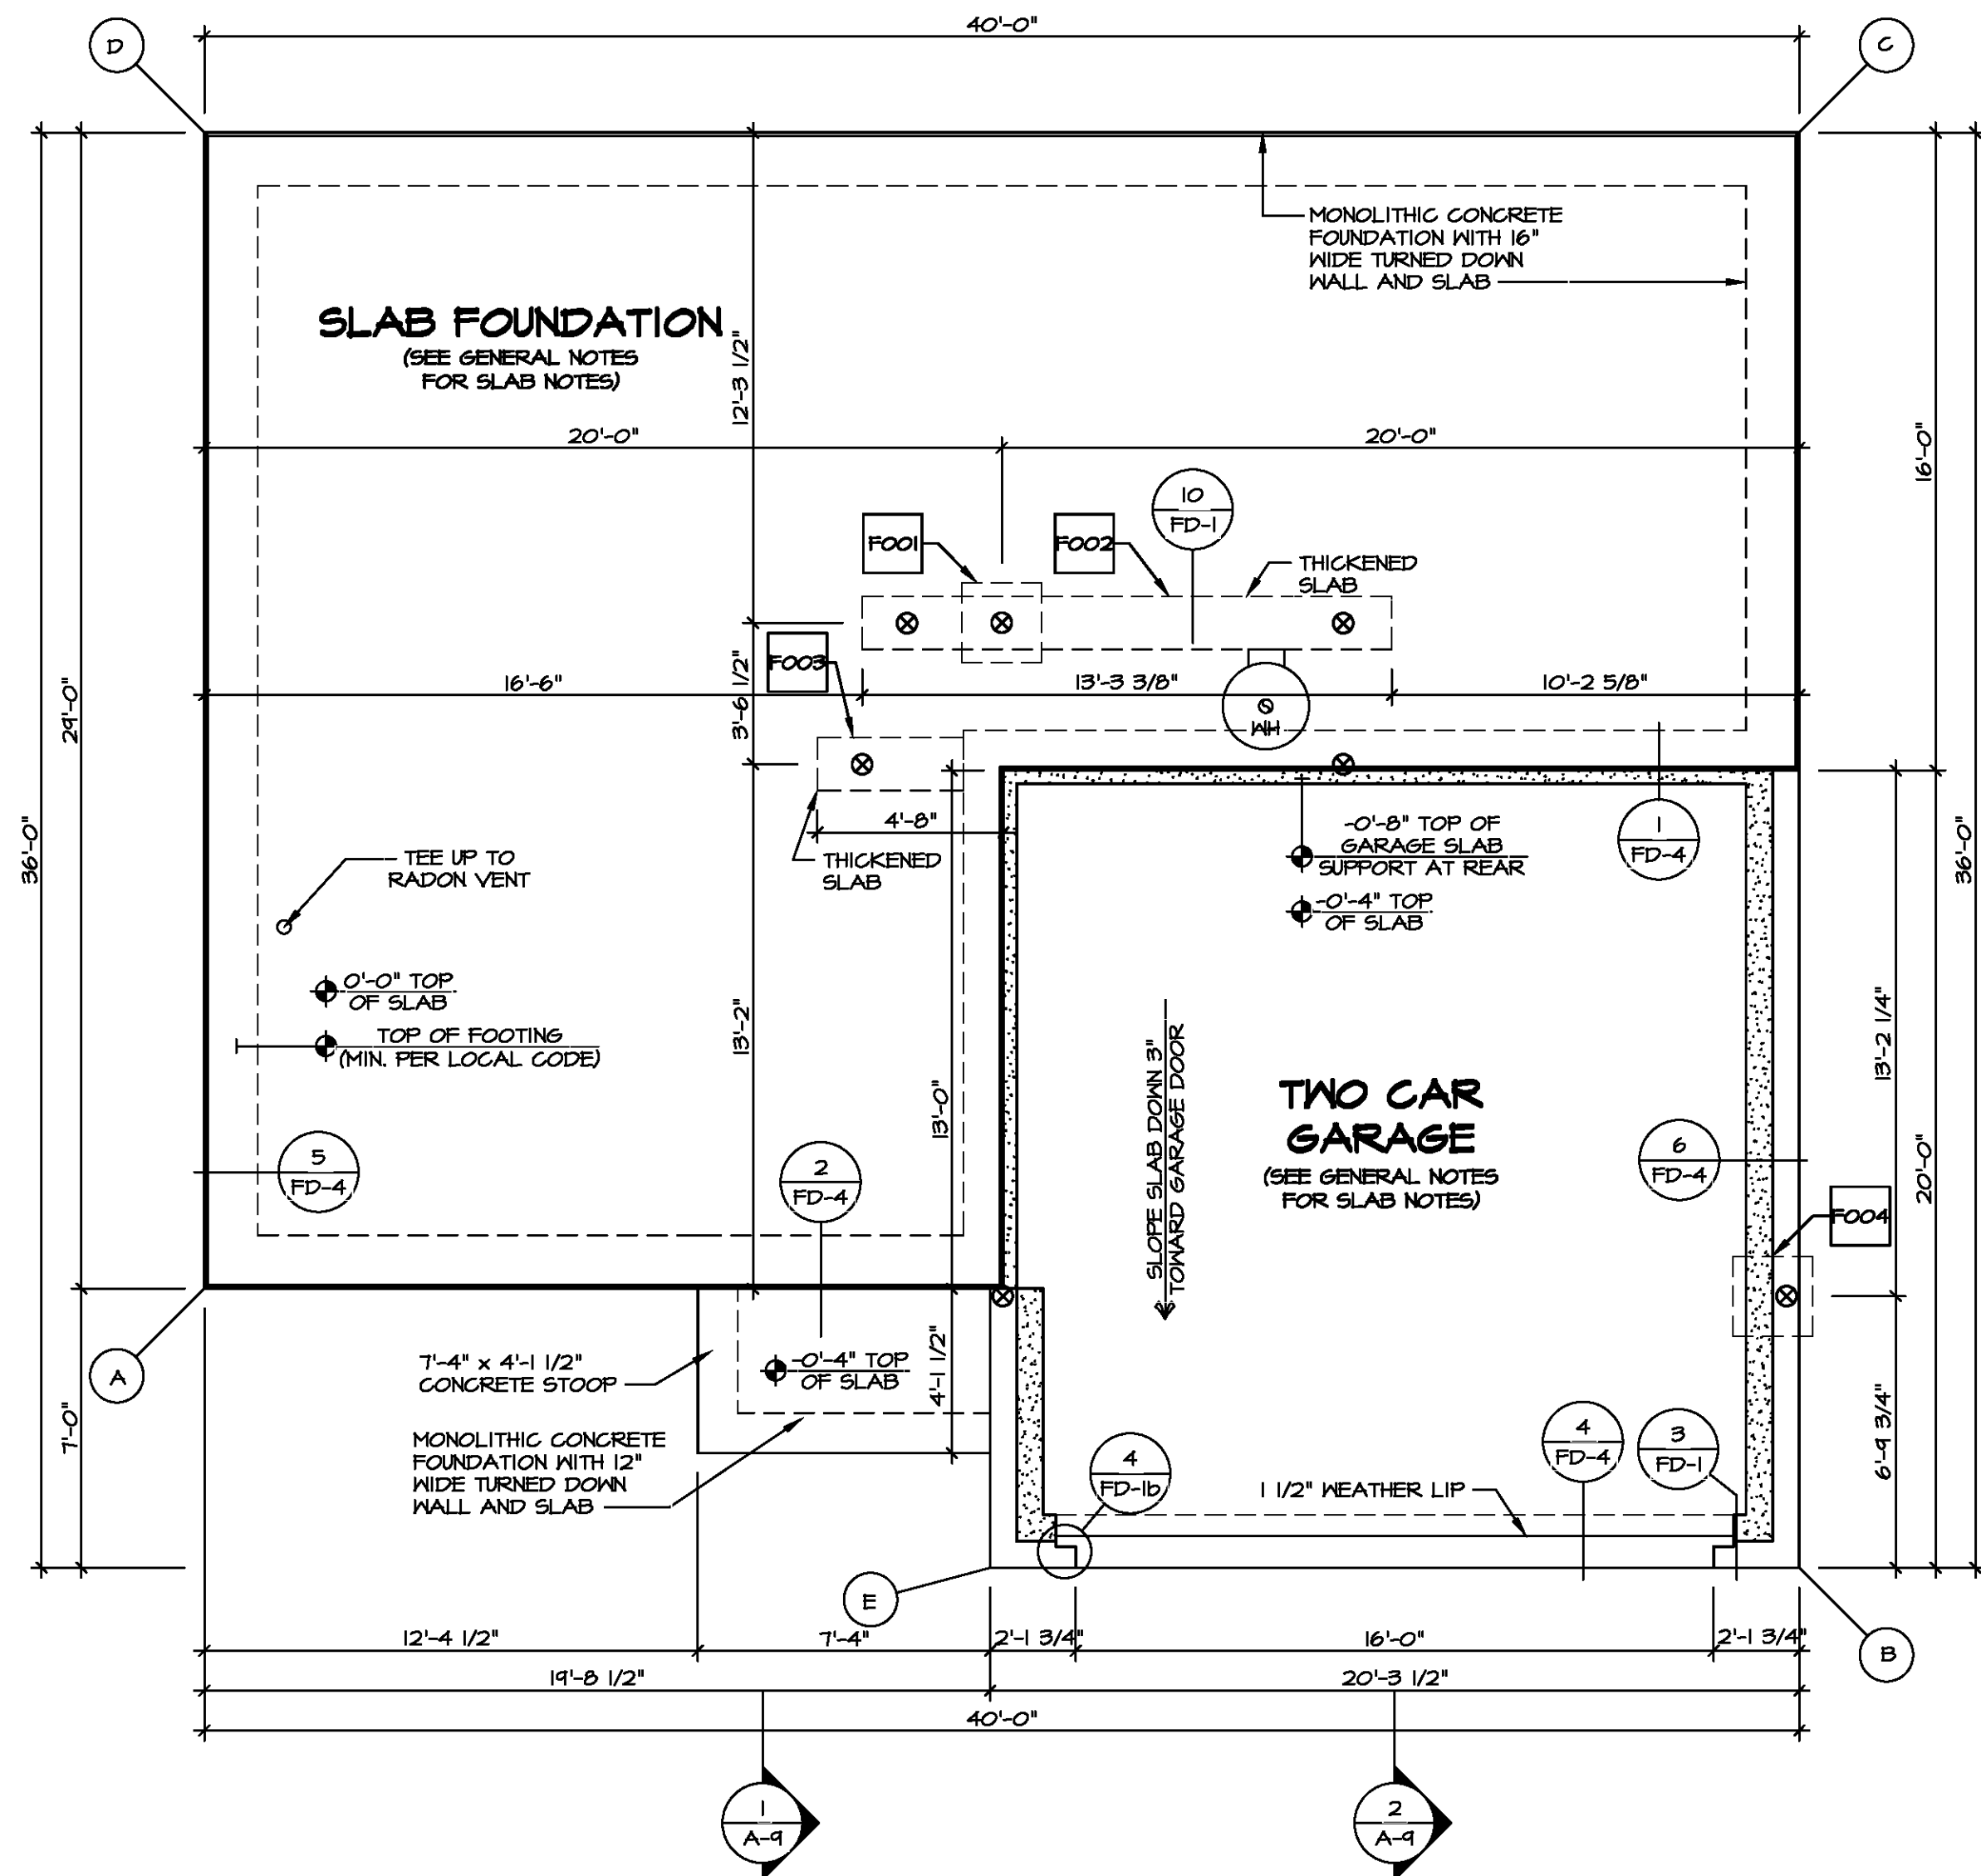 40'-0"
D
C
MONOLITHIC CONCRETE
FOUNDATION WITH 16"
WIDE TURNED DOWN
WALL AND SLAB
SLAB FOUNDATION
(SEE GENERAL NOTES
FOR SLAB NOTES)
12'-3 1/2"
20'-0"
20'-0"
16'-0"
10
FD-1
F001
F002
THICKENED
SLAB
F003
3'-6 1/2"
16'-6"
13'-3 3/8"
10'-2 5/8"
WH
29'-0"
36'-0"
36'-0"
4'-8"
THICKENED
SLAB
TEE UP TO
RADON VENT
-0'-8" TOP OF
GARAGE SLAB
SUPPORT AT REAR
-0'-4" TOP
OF SLAB
1
FD-4
0'-0" TOP
OF SLAB
TOP OF FOOTING
(MIN. PER LOCAL CODE)
13'-2"
13'-0"
SLOPE SLAB DOWN 3"
TOWARD GARAGE DOOR
TWO CAR
GARAGE
(SEE GENERAL NOTES
FOR SLAB NOTES)
13'-2 1/4"
20'-0"
5
FD-4
2
FD-4
6
FD-4
F004
A
7'-4" x 4'-1 1/2"
CONCRETE STOOP
-0'-4" TOP
OF SLAB
4'-1 1/2"
7'-0"
6'-9 3/4"
MONOLITHIC CONCRETE
FOUNDATION WITH 12"
WIDE TURNED DOWN
WALL AND SLAB
4
FD-1b
1 1/2" WEATHER LIP
4
FD-4
3
FD-1
E
B
12'-4 1/2"
7'-4"
2'-1 3/4"
16'-0"
2'-1 3/4"
19'-8 1/2"
20'-3 1/2"
40'-0"
1
A-9
2
A-9